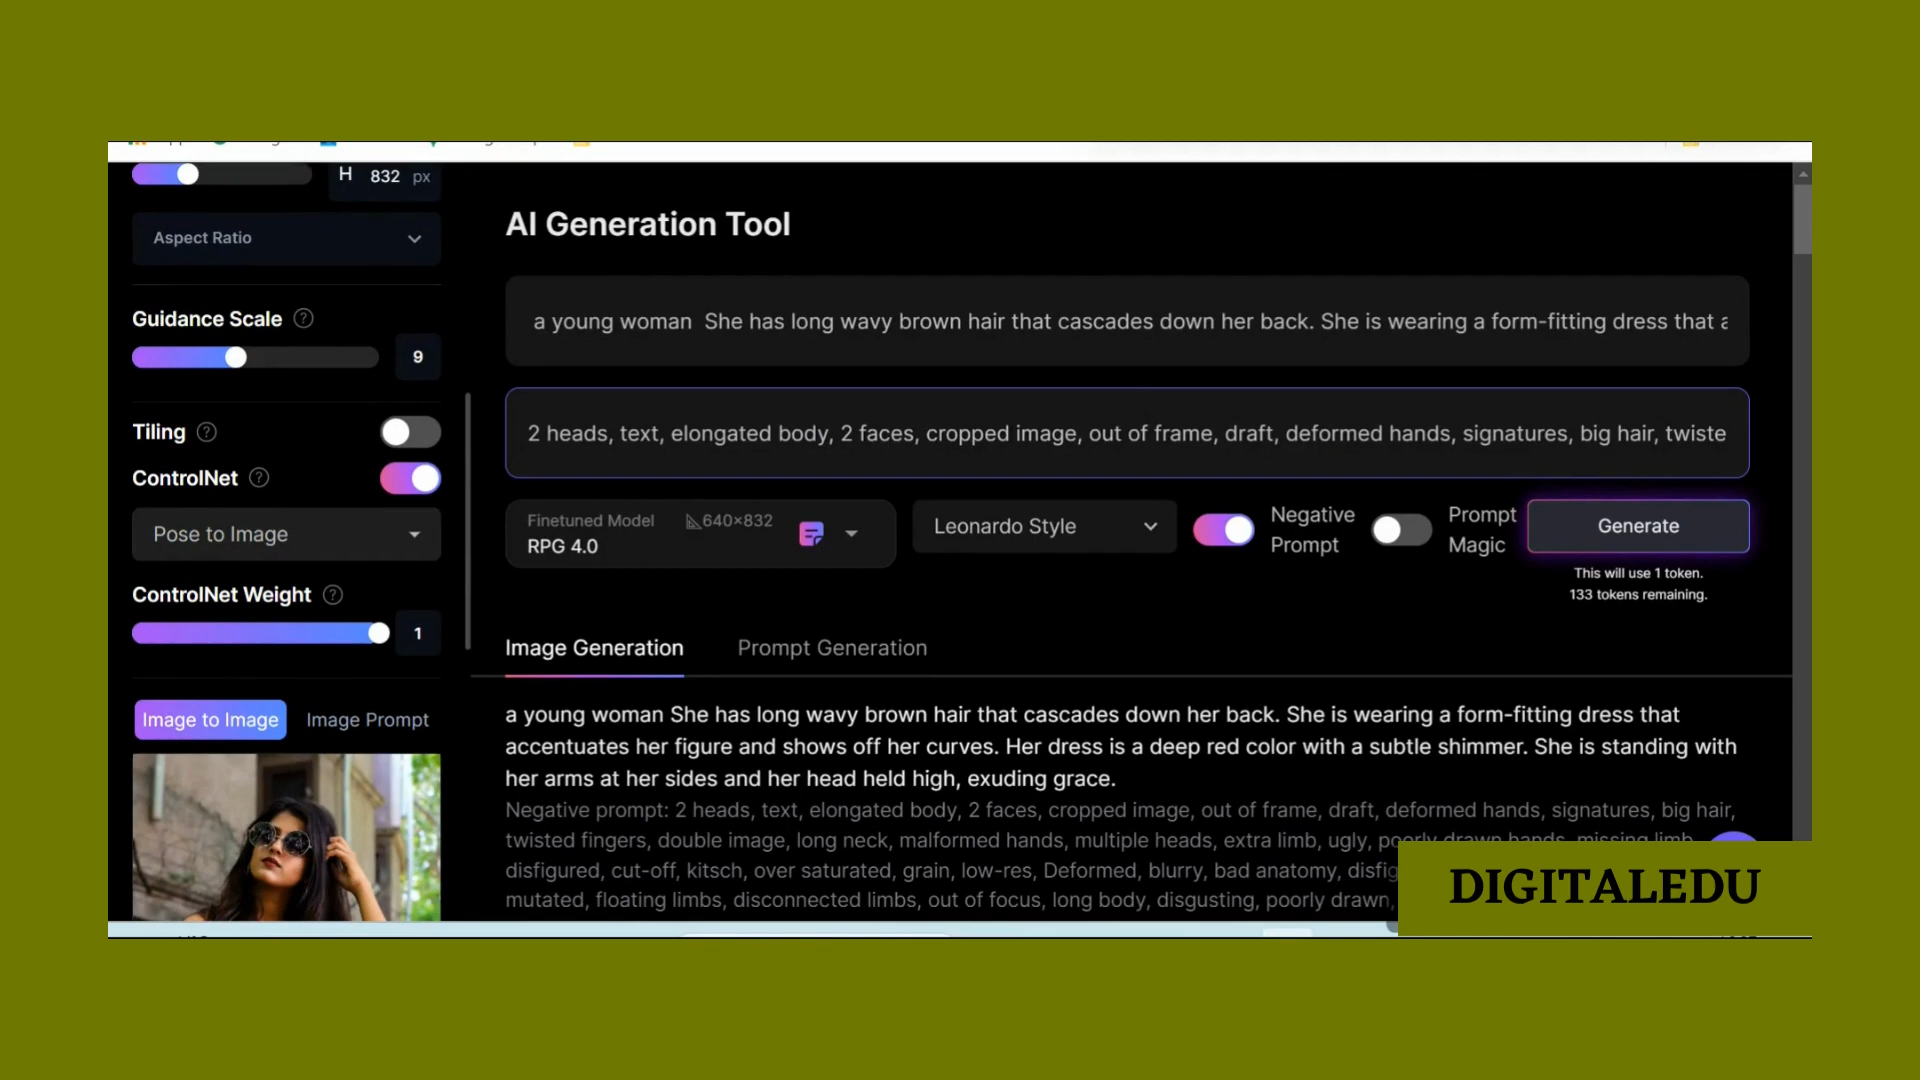 H 832 px
Aspect Ratio
Guidance Scale ?
9
Tiling ?
ControlNet ?
Pose to Image
ControlNet Weight ?
1
Image to Image Image Prompt
AI Generation Tool
a young woman She has long wavy brown hair that cascades down her back. She is wearing a form-fitting dress that
2 heads, text, elongated body, 2 faces, cropped image, out of frame, draft, deformed hands, signatures, big hair, twiste
Finetuned Model 640×832
RPG 4.0
Leonardo Style
Negative
Prompt
Prompt
Magic
Generate
This will use 1 token.
133 tokens remaining.
Image Generation Prompt Generation
a young woman She has long wavy brown hair that cascades down her back. She is wearing a form-fitting dress that
accentuates her figure and shows off her curves. Her dress is a deep red color with a subtle shimmer. She is standing with
her arms at her sides and her head held high, exuding grace.
Negative prompt: 2 heads, text, elongated body, 2 faces, cropped image, out of frame, draft, deformed hands, signatures, big hair,
twisted fingers, double image, long neck, malformed hands, multiple heads, extra limb, ugly, poorly drawn hands, missing limb,
disfigured, cut-off, kitsch, over saturated, grain, low-res, Deformed, blurry, bad anatomy, disfig
mutated, floating limbs, disconnected limbs, out of focus, long body, disgusting, poorly drawn,
DIGITALEDU